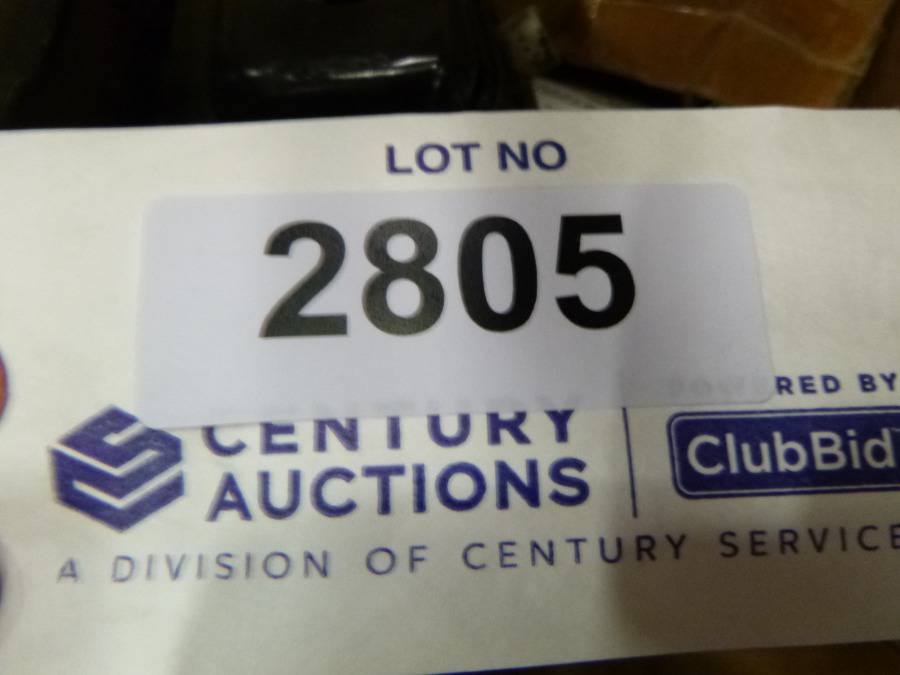 LOT NO
2805
CENTURY
AUCTIONS
RED BY
ClubBid
A DIVISION OF CENTURY SERVICE